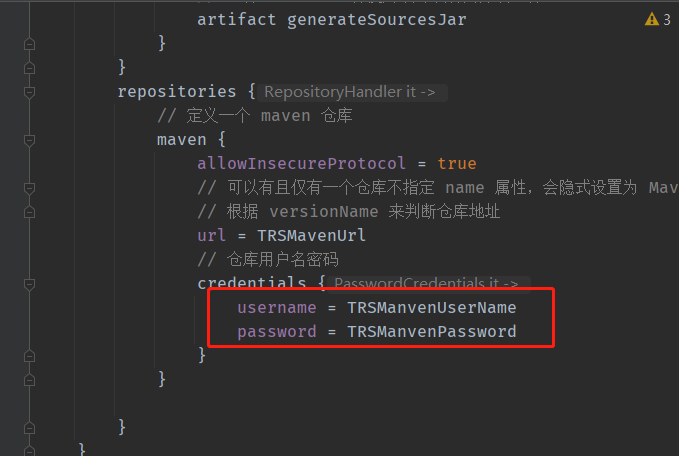 artifact generateSourcesJar
3
}
}
repositories { RepositoryHandler it ->
// 定义一个 maven 仓库
maven {
allowInsecureProtocol = true
// 可以有且仅有一个仓库不指定 name 属性，会隐式设置为 Mav
// 根据 versionName 来判断仓库地址
url = TRSMavenUrl
// 仓库用户名密码
credentials { PasswordCredentials it ->
username = TRSManvenUserName
password = TRSManvenPassword
}
}
}
}